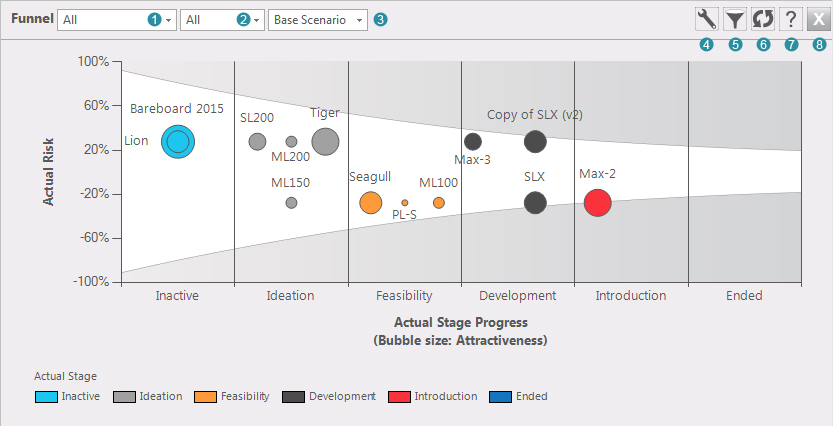 Funnel All 1 All 2 Base Scenario 3 ? X
4 5 6 7 8
100%
60%
20%
-20%
-60%
-100%
Actual Risk
Bareboard 2015
Lion
SL200
Tiger
ML200
ML150
Seagull
PL-S
ML100
Copy of SLX (v2)
Max-3
SLX
Max-2
Inactive Ideation Feasibility Development Introduction Ended
Actual Stage Progress
(Bubble size: Attractiveness)
Actual Stage
Inactive Ideation Feasibility Development Introduction Ended